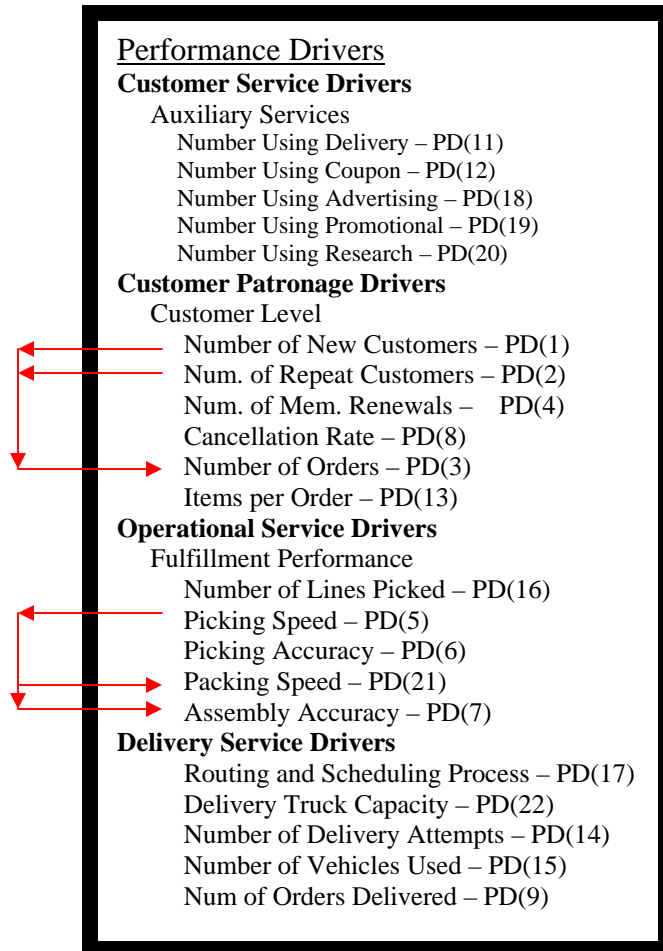 Performance Drivers
Customer Service Drivers
Auxiliary Services
Number Using Delivery – PD(11)
Number Using Coupon – PD(12)
Number Using Advertising – PD(18)
Number Using Promotional – PD(19)
Number Using Research – PD(20)
Customer Patronage Drivers
Customer Level
Number of New Customers – PD(1)
Num. of Repeat Customers – PD(2)
Num. of Mem. Renewals – PD(4)
Cancellation Rate – PD(8)
Number of Orders – PD(3)
Items per Order – PD(13)
Operational Service Drivers
Fulfillment Performance
Number of Lines Picked – PD(16)
Picking Speed – PD(5)
Picking Accuracy – PD(6)
Packing Speed – PD(21)
Assembly Accuracy – PD(7)
Delivery Service Drivers
Routing and Scheduling Process – PD(17)
Delivery Truck Capacity – PD(22)
Number of Delivery Attempts – PD(14)
Number of Vehicles Used – PD(15)
Num of Orders Delivered – PD(9)